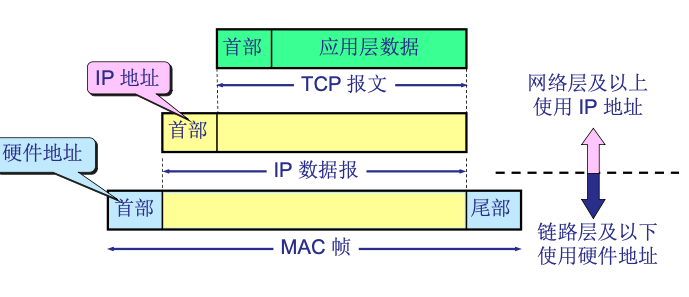 首部
应用层数据
IP 地址
TCP 报文
网络层及以上
使用 IP 地址
首部
硬件地址
IP 数据报
首部
尾部
链路层及以下
使用硬件地址
MAC 帧